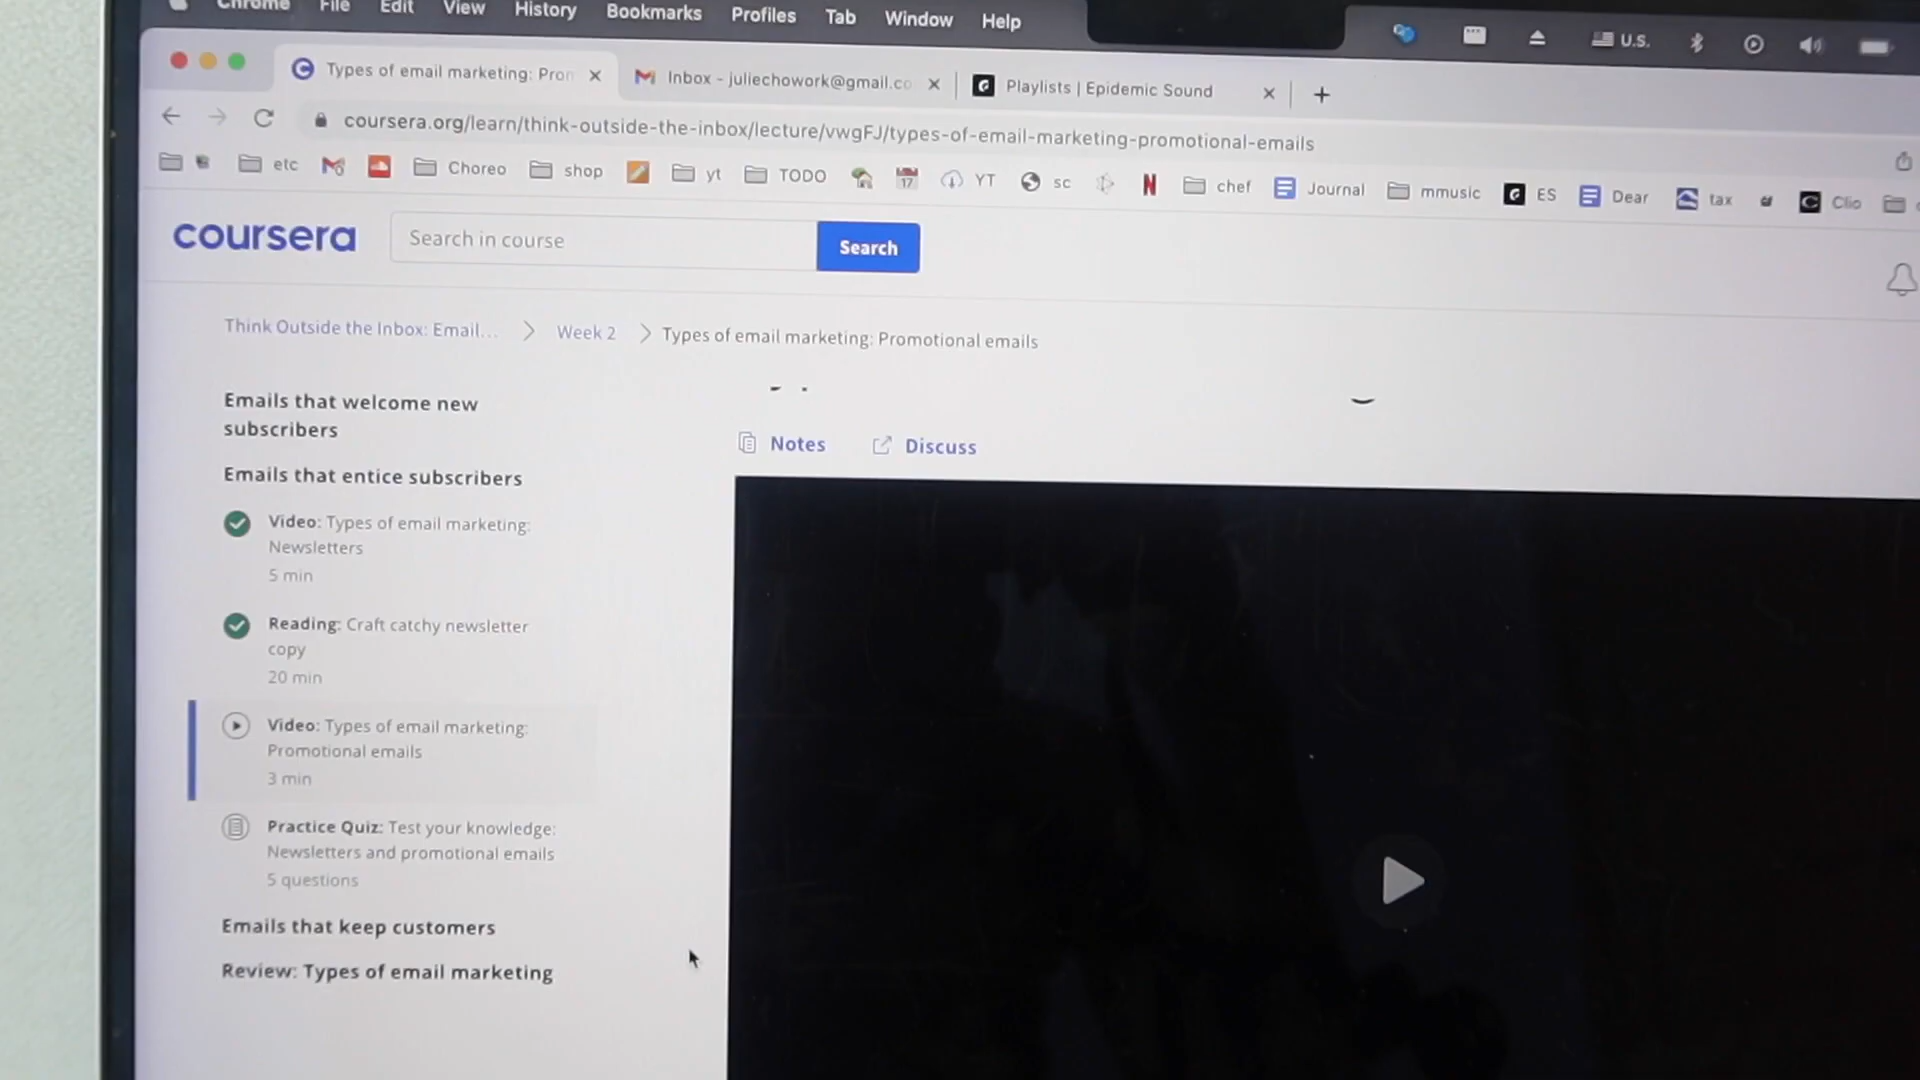 Chrome File Edit View History Bookmarks Profiles Tab Window Help U.S.
Types of email marketing: Pron
Inbox - juliechowork@gmail.co
Playlists | Epidemic Sound
coursera.org/learn/think-outside-the-inbox/lecture/vwgFJ/types-of-email-marketing-promotional-emails
etc Choreo shop yt TODO 17 YT sc N chef Journal mmusic ES Dear tax Clio
coursera
Search in course
Search
Think Outside the Inbox: Email... > Week 2 > Types of email marketing: Promotional emails
Emails that welcome new
subscribers
Emails that entice subscribers
Video: Types of email marketing:
Newsletters
5 min
Reading: Craft catchy newsletter
copy
20 min
Video: Types of email marketing:
Promotional emails
3 min
Practice Quiz: Test your knowledge:
Newsletters and promotional emails
5 questions
Emails that keep customers
Review: Types of email marketing
Notes
Discuss